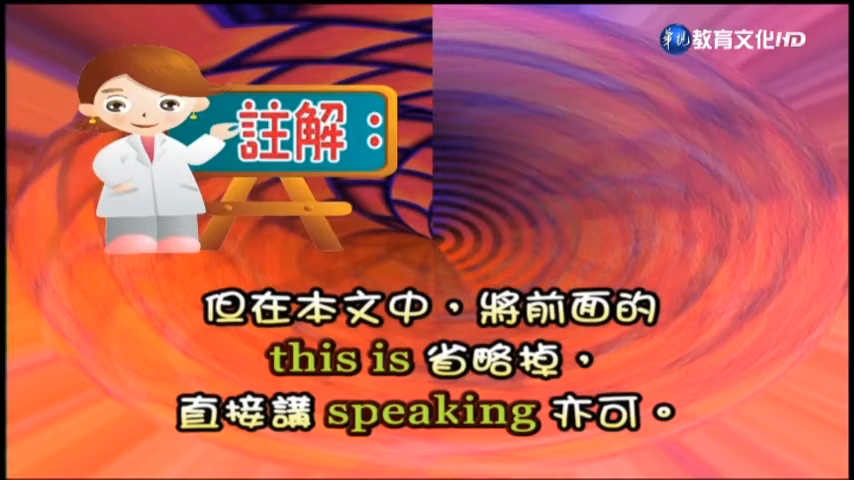 華視教育文化HD
註解：
但在本文中，將前面的
this is 省略掉，
直接講 speaking 亦可。